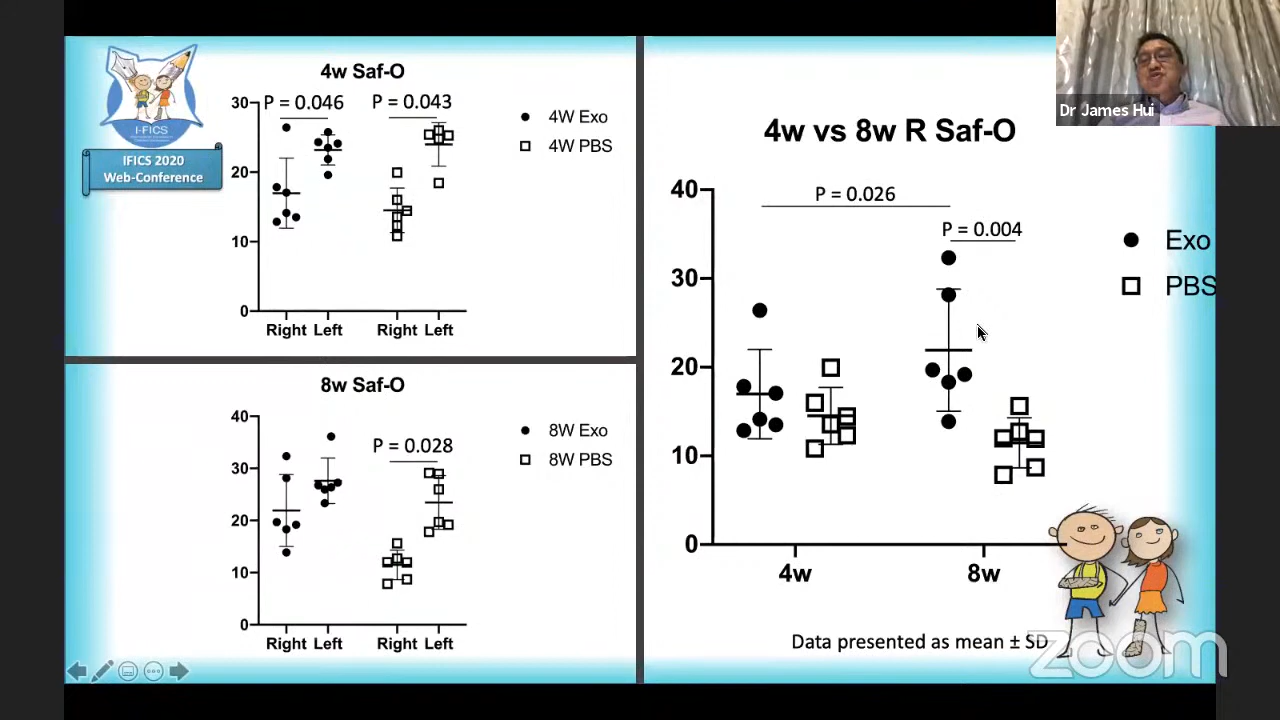 I-FICS
IFICS 2020
Web-Conference
4w Saf-O
P = 0.046
P = 0.043
30
20
10
0
Right
Left
Right
Left
4W Exo
4W PBS
8w Saf-O
P = 0.028
40
30
20
10
0
Right
Left
Right
Left
8W Exo
8W PBS
Dr James Hui
4w vs 8w R Saf-O
P = 0.026
P = 0.004
40
30
20
10
0
4w
8w
Exo
PBS
Data presented as mean ± SD
zoom